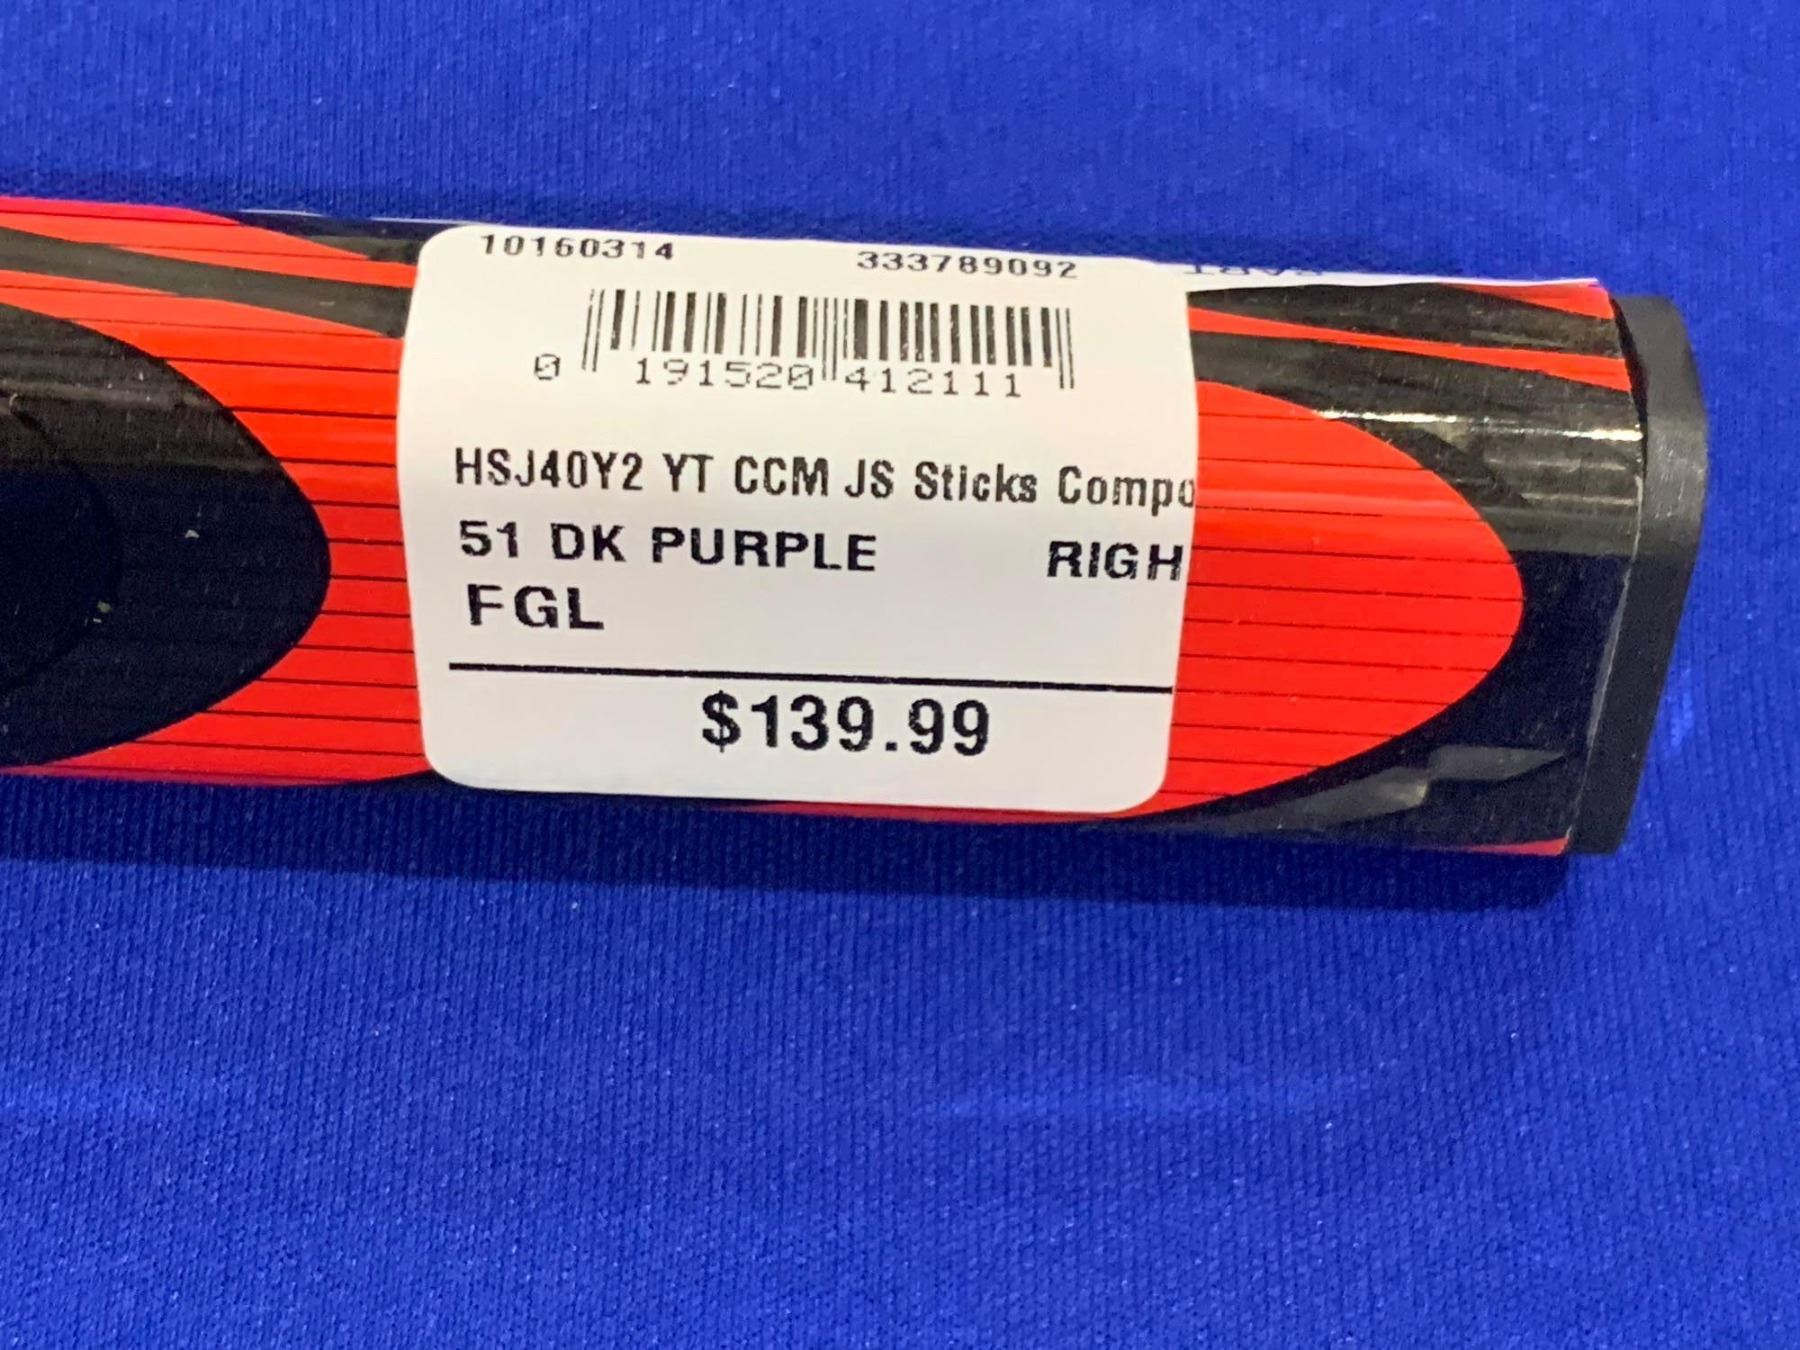 10160314 333789092
0 191520 412111
HSJ40Y2 YT CCM JS Sticks Compo
51 DK PURPLE RIGH
FGL
$139.99